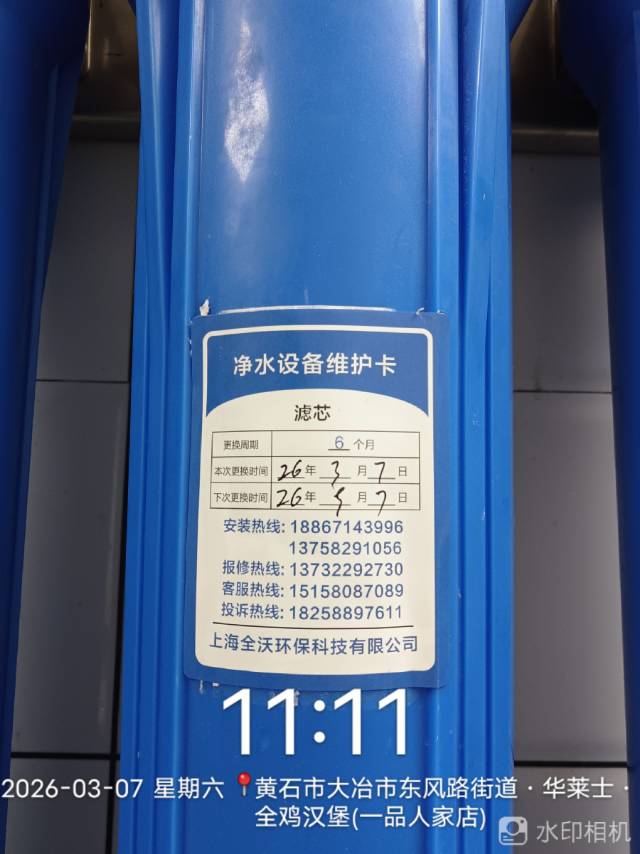 净水设备维护卡
滤芯
更换周期 6 个月
本次更换时间 26 年 3 月 7 日
下次更换时间 26 年 9 月 7 日
安装热线: 18867143996
13758291056
报修热线: 13732292730
客服热线: 15158087089
投诉热线: 18258897611
上海全沃环保科技有限公司
11:11
2026-03-07 星期六 黄石市大冶市东风路街道·华莱士·
全鸡汉堡(一品人家店)
水印相机